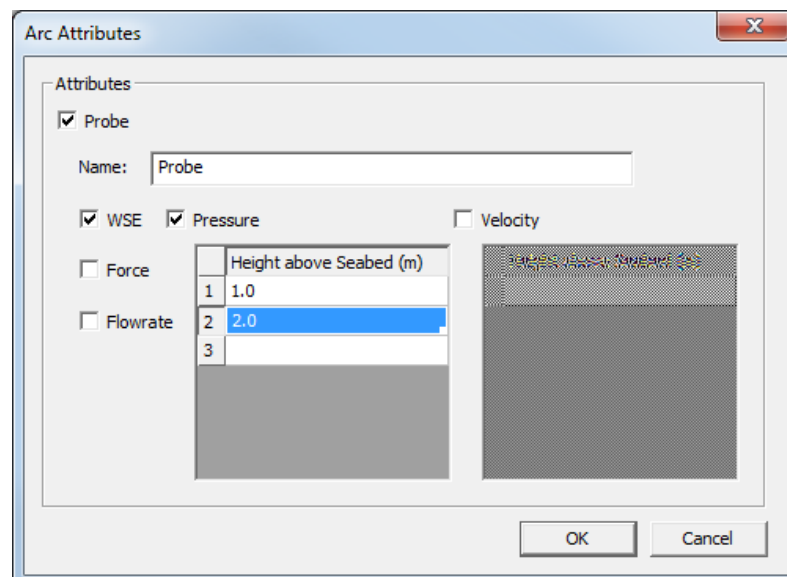 Arc Attributes
Attributes
Probe
Name: Probe
WSE Pressure Velocity
Force
Height above Seabed (m)
1 1.0
Flowrate
2 2.0
3
OK Cancel